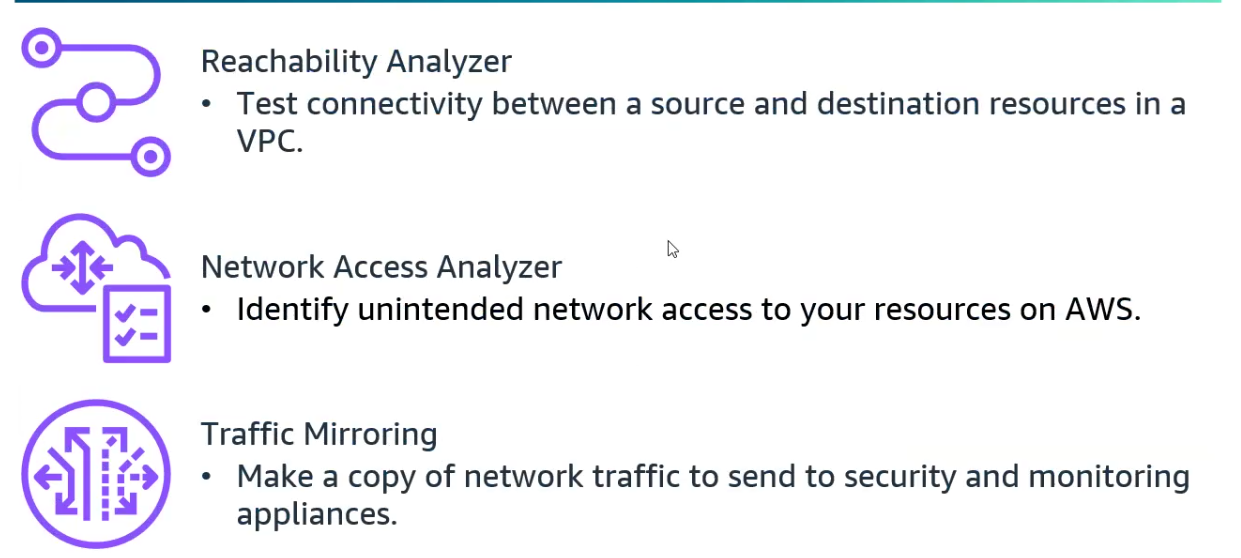 Reachability Analyzer
• Test connectivity between a source and destination resources in a
VPC.
Network Access Analyzer
• Identify unintended network access to your resources on AWS.
Traffic Mirroring
• Make a copy of network traffic to send to security and monitoring
appliances.